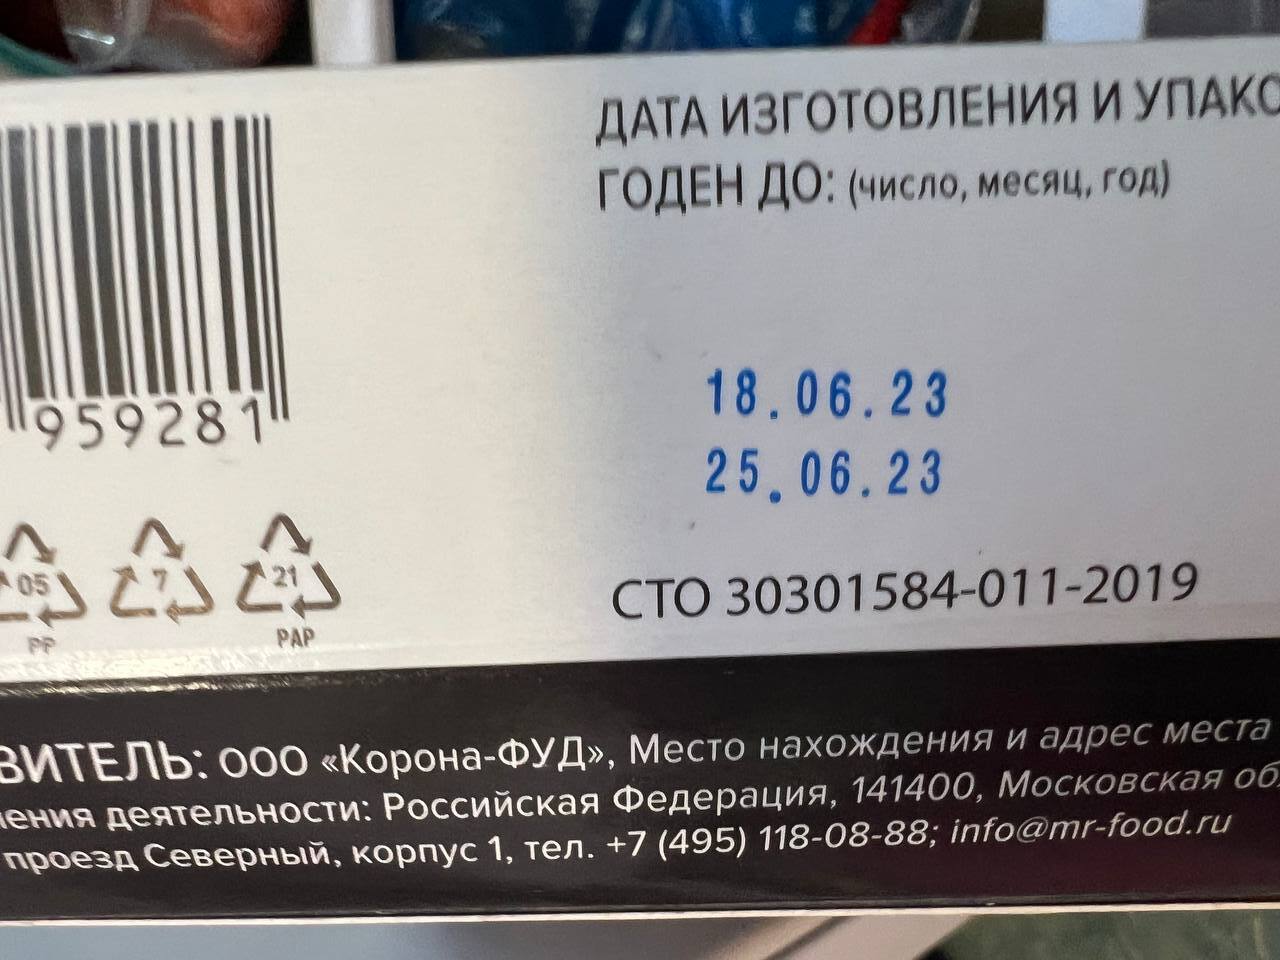 ДАТА ИЗГОТОВЛЕНИЯ И УПАКО
ГОДЕН ДО: (число, месяц, год)
18.06.23
25.06.23
959281
05
7
21
PP
PAP
СТО 30301584-011-2019
ВИТЕЛЬ: ООО «Корона-ФУД», Место нахождения и адрес места
ения деятельности: Российская Федерация, 141400, Московская об
проезд Северный, корпус 1, тел. +7 (495) 118-08-88; info@mr-food.ru